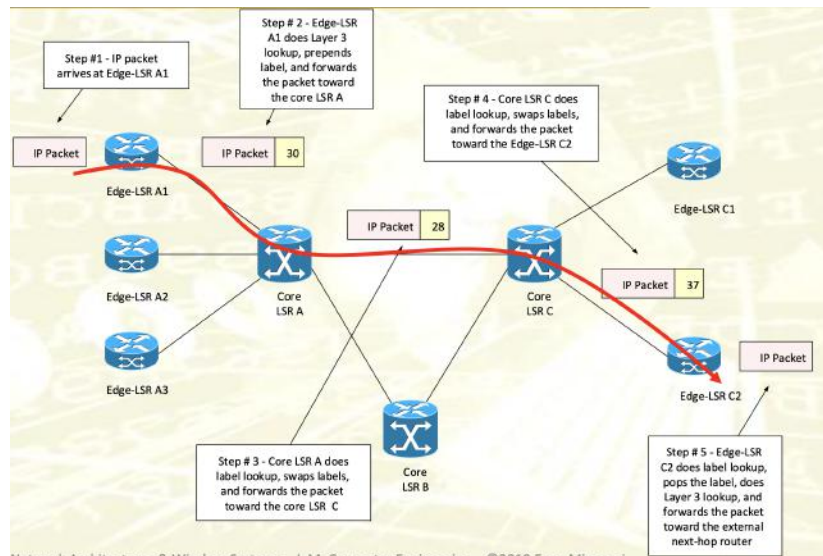 Step #1 - IP packet
arrives at Edge-LSR A1
Step # 2 - Edge-LSR
A1 does Layer 3
lookup, prepends
label, and forwards
the packet toward
the core LSR A
Step # 4 - Core LSR C does
label lookup, swaps labels,
and forwards the packet
toward the Edge-LSR C2
IP Packet
IP Packet 30
Edge-LSR A1
Edge-LSR C1
IP Packet 28
Edge-LSR A2
Core
LSR A
Core
LSR C
IP Packet 37
Edge-LSR A3
IP Packet
Edge-LSR C2
Step # 3 - Core LSR A does
label lookup, swaps labels,
and forwards the packet
toward the core LSR C
Core
LSR B
Step # 5 - Edge-LSR
C2 does label lookup,
pops the label, does
Layer 3 lookup, and
forwards the packet
toward the external
next-hop router